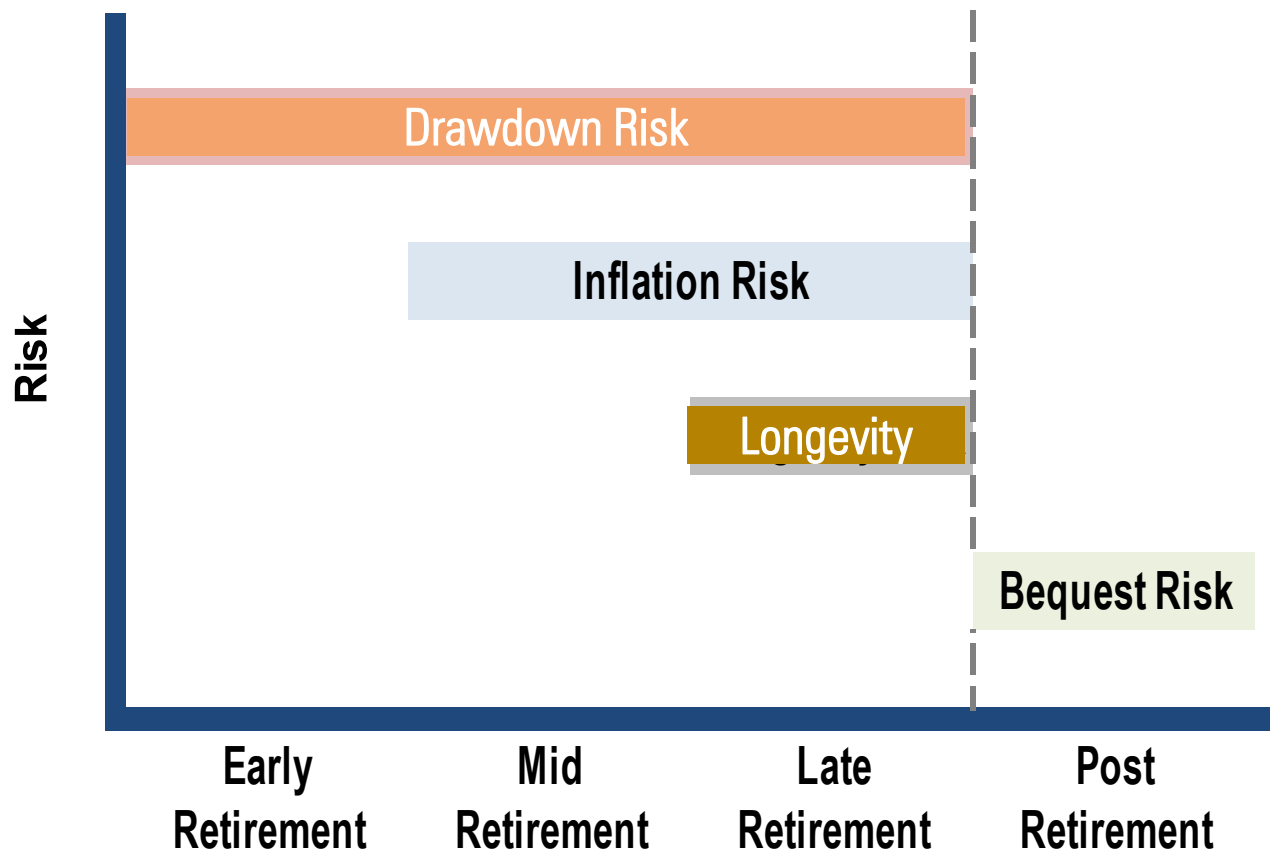 Drawdown Risk
Inflation Risk
Risk
Longevity
Bequest Risk
Early Mid Late Post
Retirement Retirement Retirement Retirement